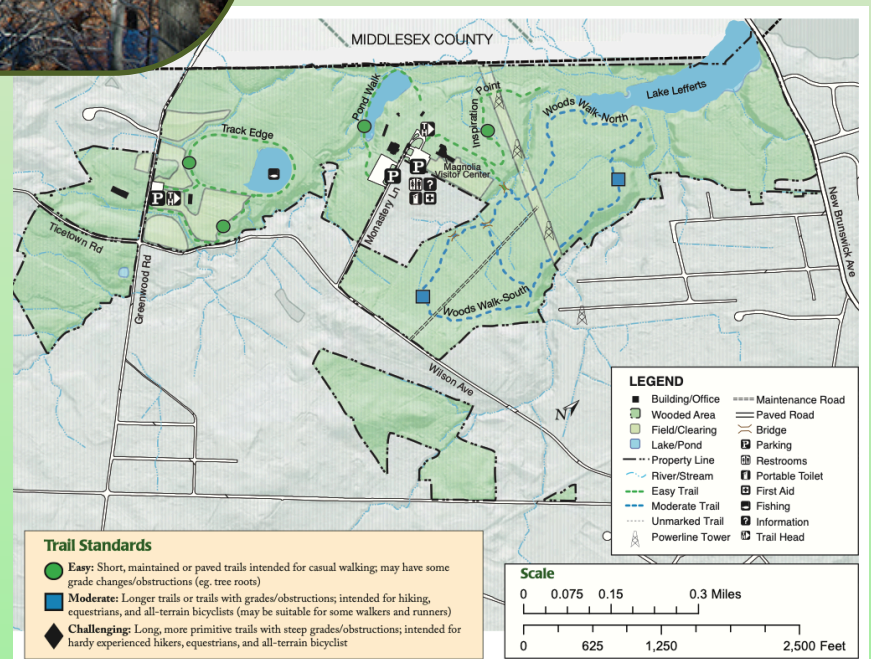 MIDDLESEX COUNTY
Lake Lefferts
Pond Walk
Point
Inspiration
Woods Walk-North
Track Edge
Magnolia
Visitor Center
P
P
P
?
Monastery Ln
New Brunswick Ave
Ticetown Rd
Greenwood Rd
Woods Walk-South
Wilson Ave
N
LEGEND
Building/Office
Wooded Area
Field/Clearing
Lake/Pond
Property Line
River/Stream
Easy Trail
Moderate Trail
Unmarked Trail
Powerline Tower
Maintenance Road
Paved Road
Bridge
P Parking
Restrooms
Portable Toilet
First Aid
Fishing
? Information
Trail Head
Trail Standards
Easy: Short, maintained or paved trails intended for casual walking; may have some
grade changes/obstructions (eg. tree roots)
Moderate: Longer trails or trails with grades/obstructions; intended for hiking,
equestrians, and all-terrain bicyclists (may be suitable for some walkers and runners)
Challenging: Long, more primitive trails with steep grades/obstructions; intended for
hardy experienced hikers, equestrians, and all-terrain bicyclist
Scale
0 0.075 0.15 0.3 Miles
0 625 1,250 2,500 Feet